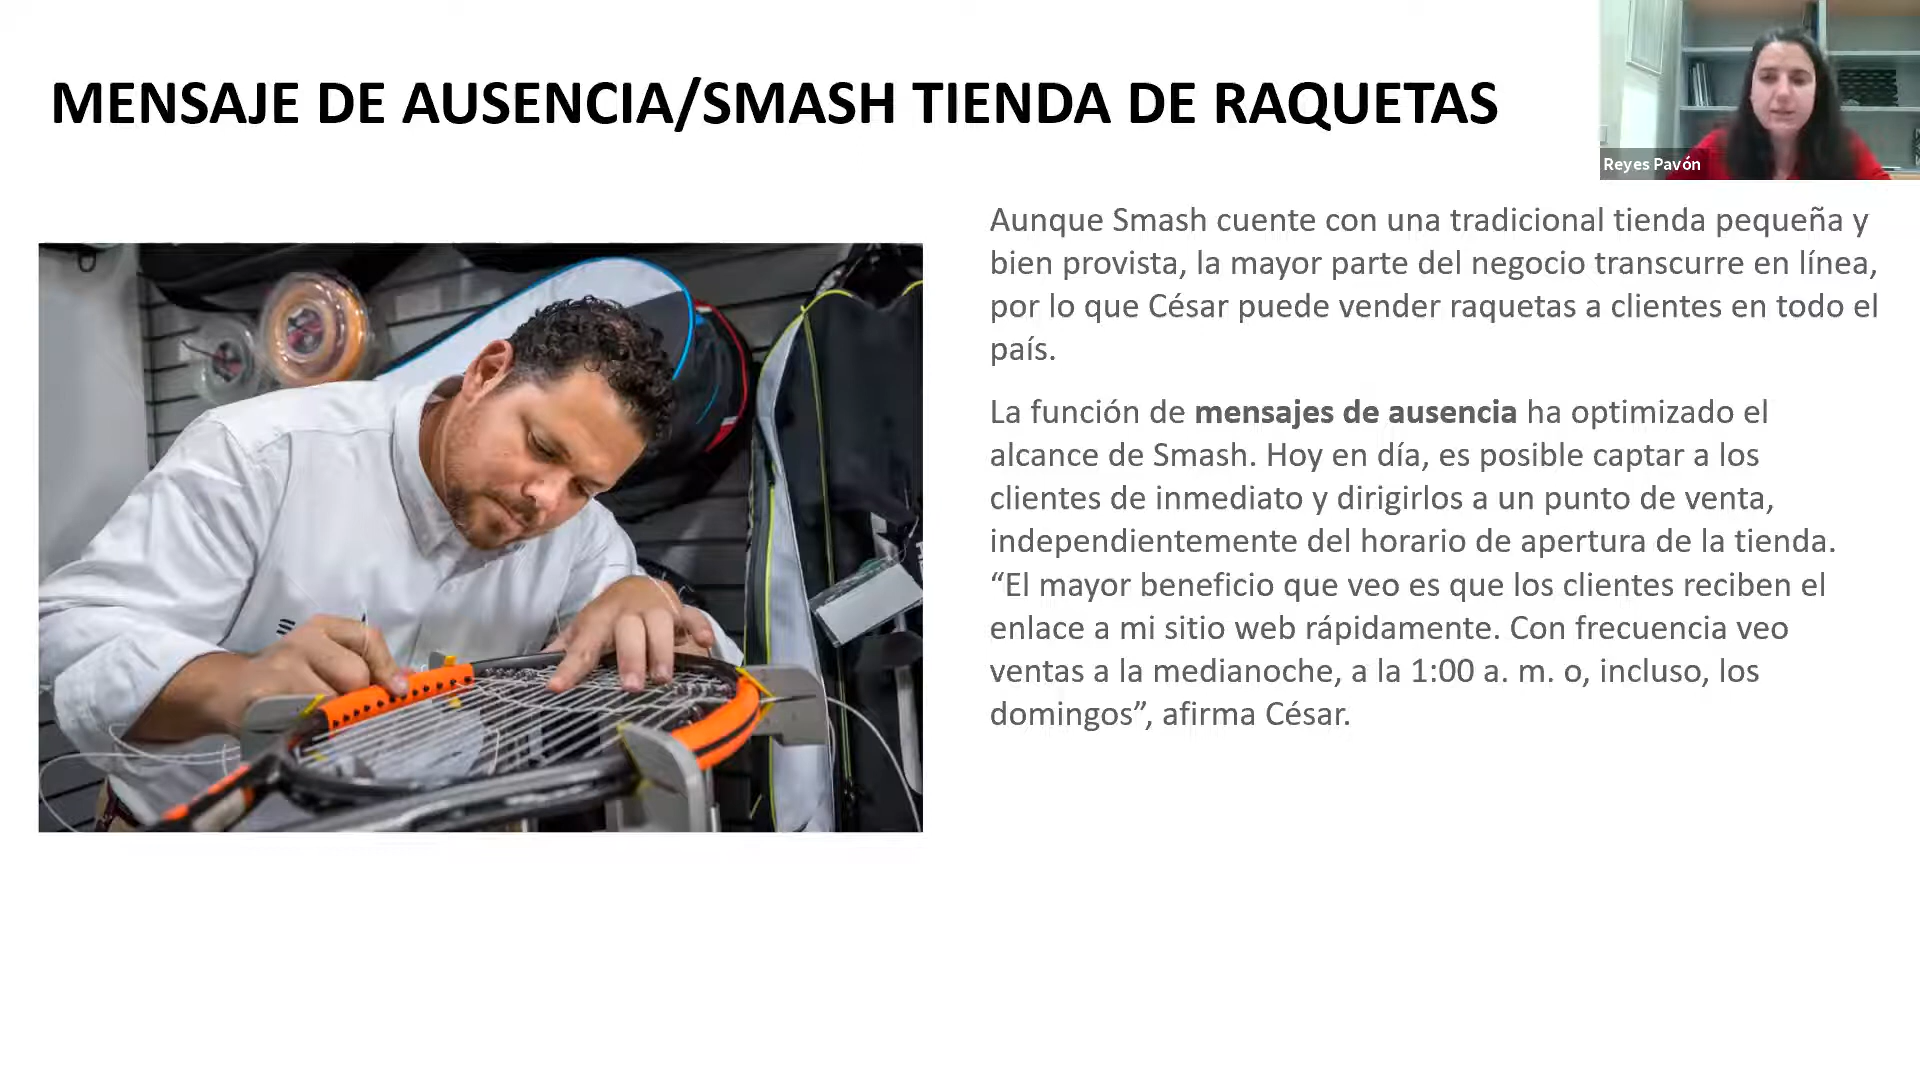 MENSAJE DE AUSENCIA/SMASH TIENDA DE RAQUETAS
Reyes Pavón
Aunque Smash cuente con una tradicional tienda pequeña y
bien provista, la mayor parte del negocio transcurre en línea,
por lo que César puede vender raquetas a clientes en todo el
país.
La función de mensajes de ausencia ha optimizado el
alcance de Smash. Hoy en día, es posible captar a los
clientes de inmediato y dirigirlos a un punto de venta,
independientemente del horario de apertura de la tienda.
“El mayor beneficio que veo es que los clientes reciben el
enlace a mi sitio web rápidamente. Con frecuencia veo
ventas a la medianoche, a la 1:00 a. m. o, incluso, los
domingos”, afirma César.